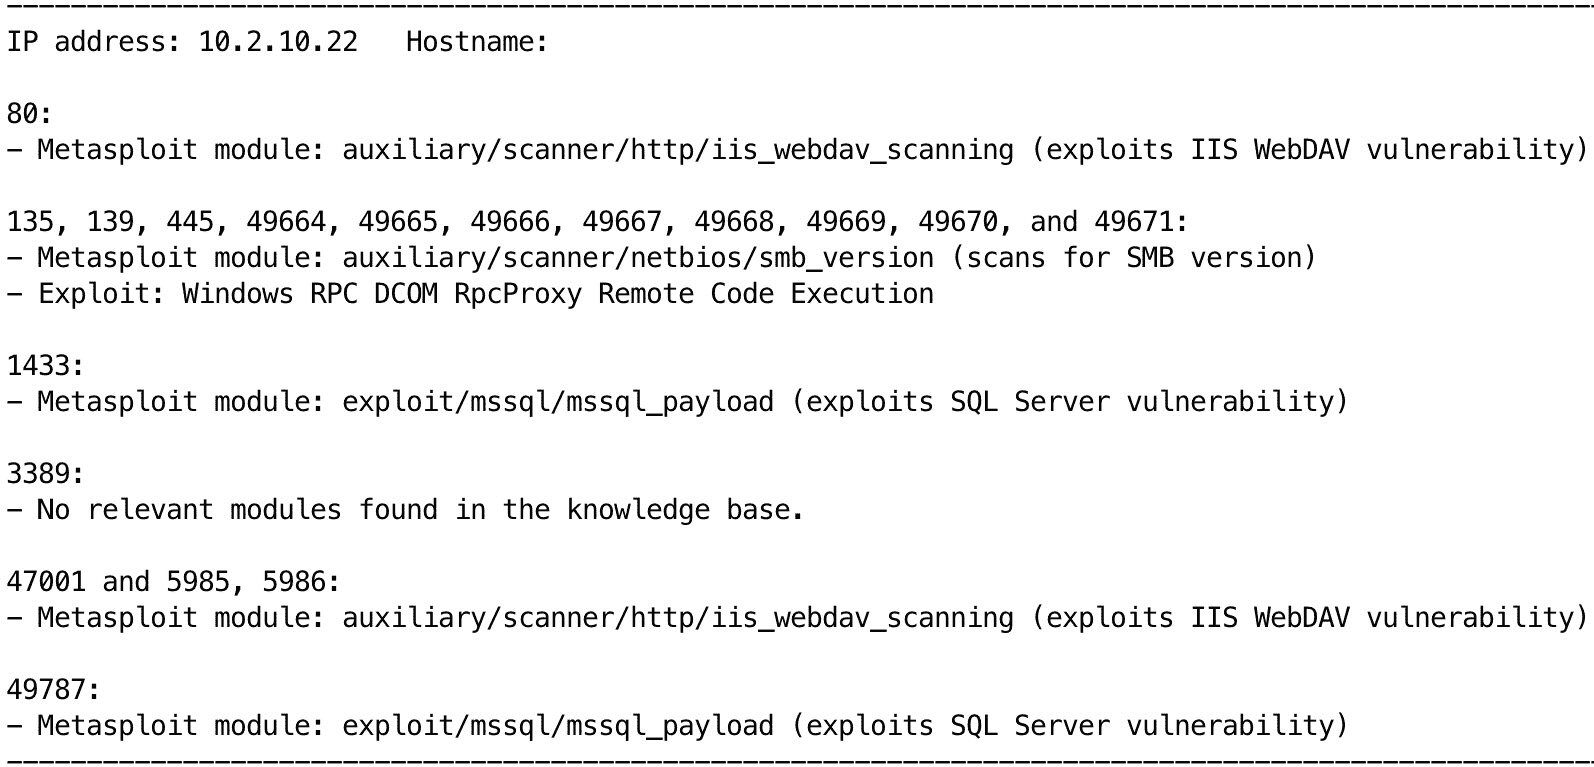 IP address: 10.2.10.22   Hostname:
80:
– Metasploit module: auxiliary/scanner/http/iis_webdav_scanning (exploits IIS WebDAV vulnerability)
135, 139, 445, 49664, 49665, 49666, 49667, 49668, 49669, 49670, and 49671:
– Metasploit module: auxiliary/scanner/netbios/smb_version (scans for SMB version)
– Exploit: Windows RPC DCOM RpcProxy Remote Code Execution
1433:
– Metasploit module: exploit/mssql/mssql_payload (exploits SQL Server vulnerability)
3389:
– No relevant modules found in the knowledge base.
47001 and 5985, 5986:
– Metasploit module: auxiliary/scanner/http/iis_webdav_scanning (exploits IIS WebDAV vulnerability)
49787:
– Metasploit module: exploit/mssql/mssql_payload (exploits SQL Server vulnerability)